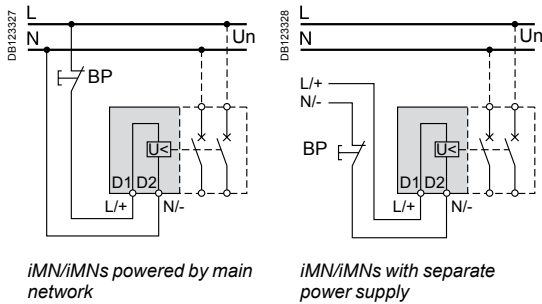 DB123327
L
N
Un
BP
U<
D1 D2
L/+
N/-
iMN/iMNs powered by main
network
DB123328
L
N
Un
L/+
N/-
BP
U<
D1 D2
L/+
N/-
iMN/iMNs with separate
power supply